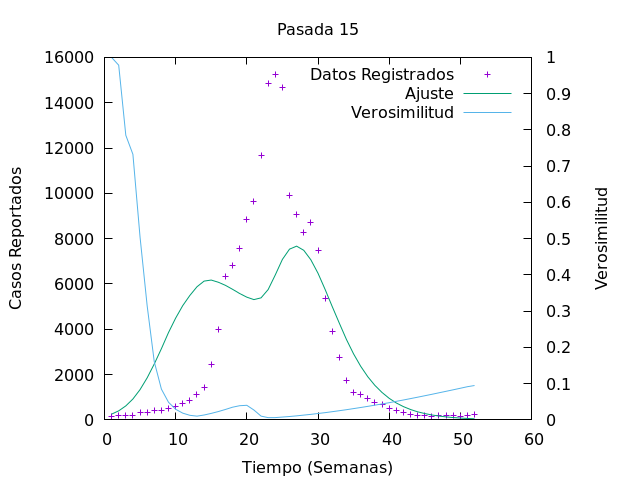 Pasada 15
16000
14000
12000
10000
8000
6000
4000
2000
0
Casos Reportados
Datos Registrados
Ajuste
Verosimilitud
1
0.9
0.8
0.7
0.6
0.5
0.4
0.3
0.2
0.1
0
Verosimilitud
0 10 20 30 40 50 60
Tiempo (Semanas)